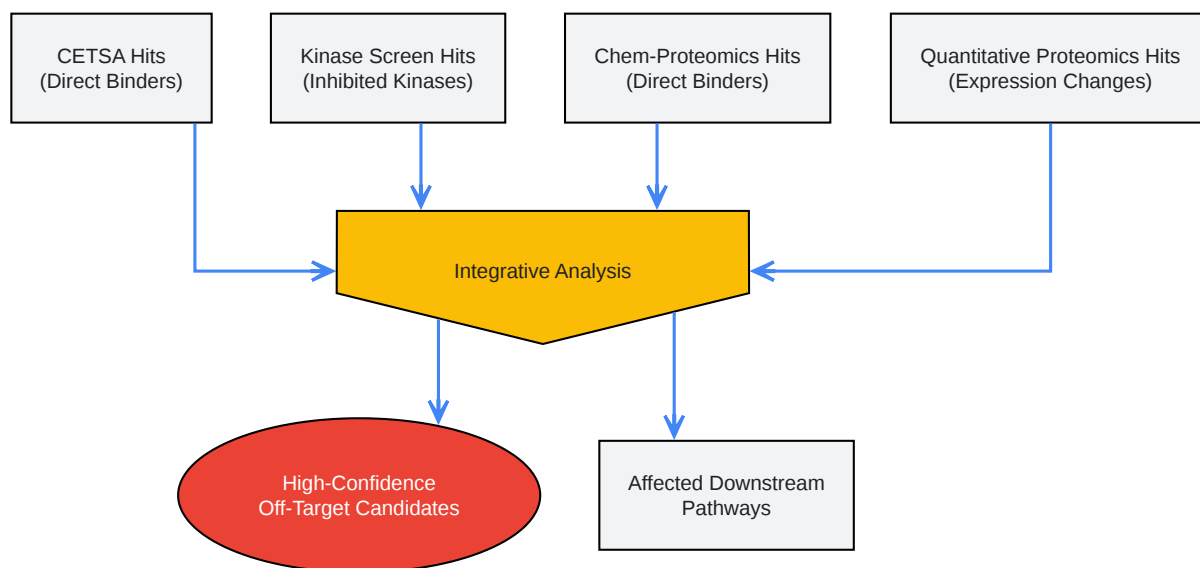 CETSA Hits
(Direct Binders)
Kinase Screen Hits
(Inhibited Kinases)
Chem-Proteomics Hits
(Direct Binders)
Quantitative Proteomics Hits
(Expression Changes)
Integrative Analysis
High-Confidence
Off-Target Candidates
Affected Downstream
Pathways